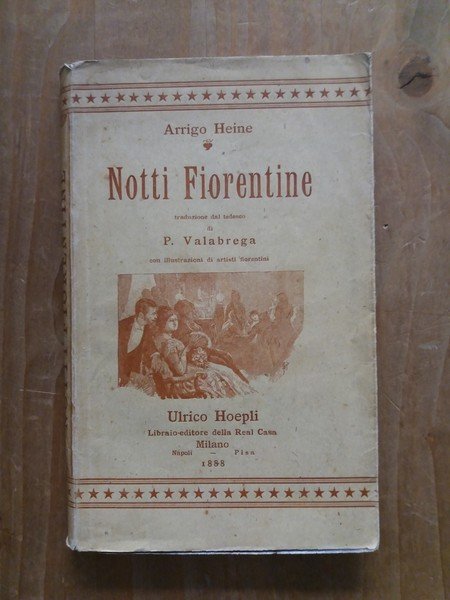 Arrigo Heine
Notti Fiorentine
traduzione dal tedesco
di
P. Valabrega
con illustrazioni di artisti fiorentini
Ulrico Hoepli
Libraio-editore della Real Casa
Milano
Napoli — Pisa
1888
FIORENTINE